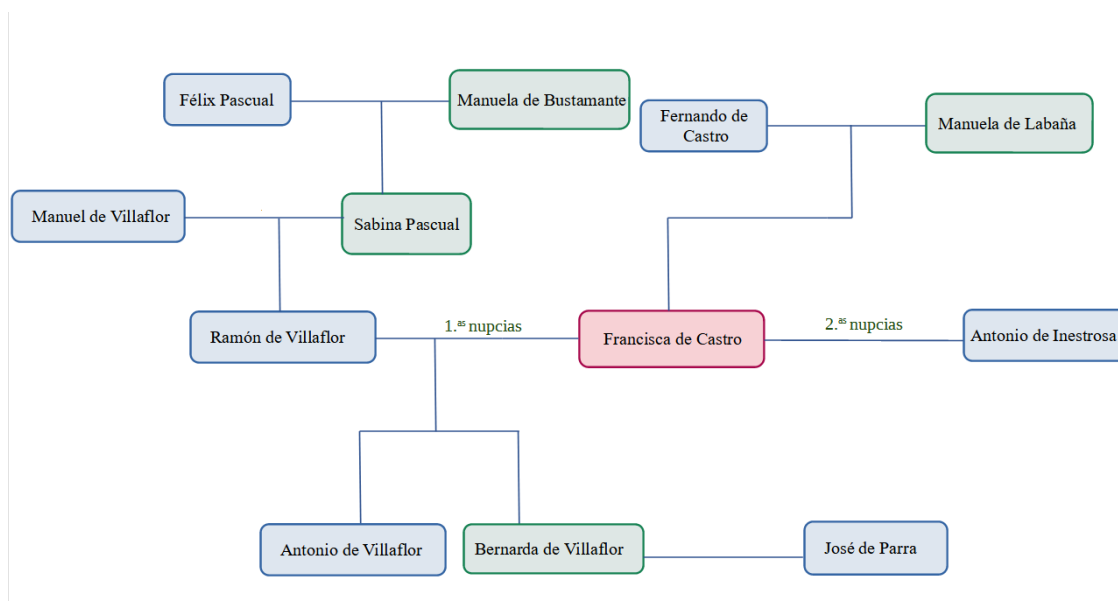 Félix Pascual
Manuela de Bustamante
Fernando de
Castro
Manuela de Labaña
Manuel de Villaflor
Sabina Pascual
Ramón de Villaflor
1.ᵃˢ nupcias
Francisca de Castro
2.ᵃˢ nupcias
Antonio de Inestrosa
Antonio de Villaflor
Bernarda de Villaflor
José de Parra